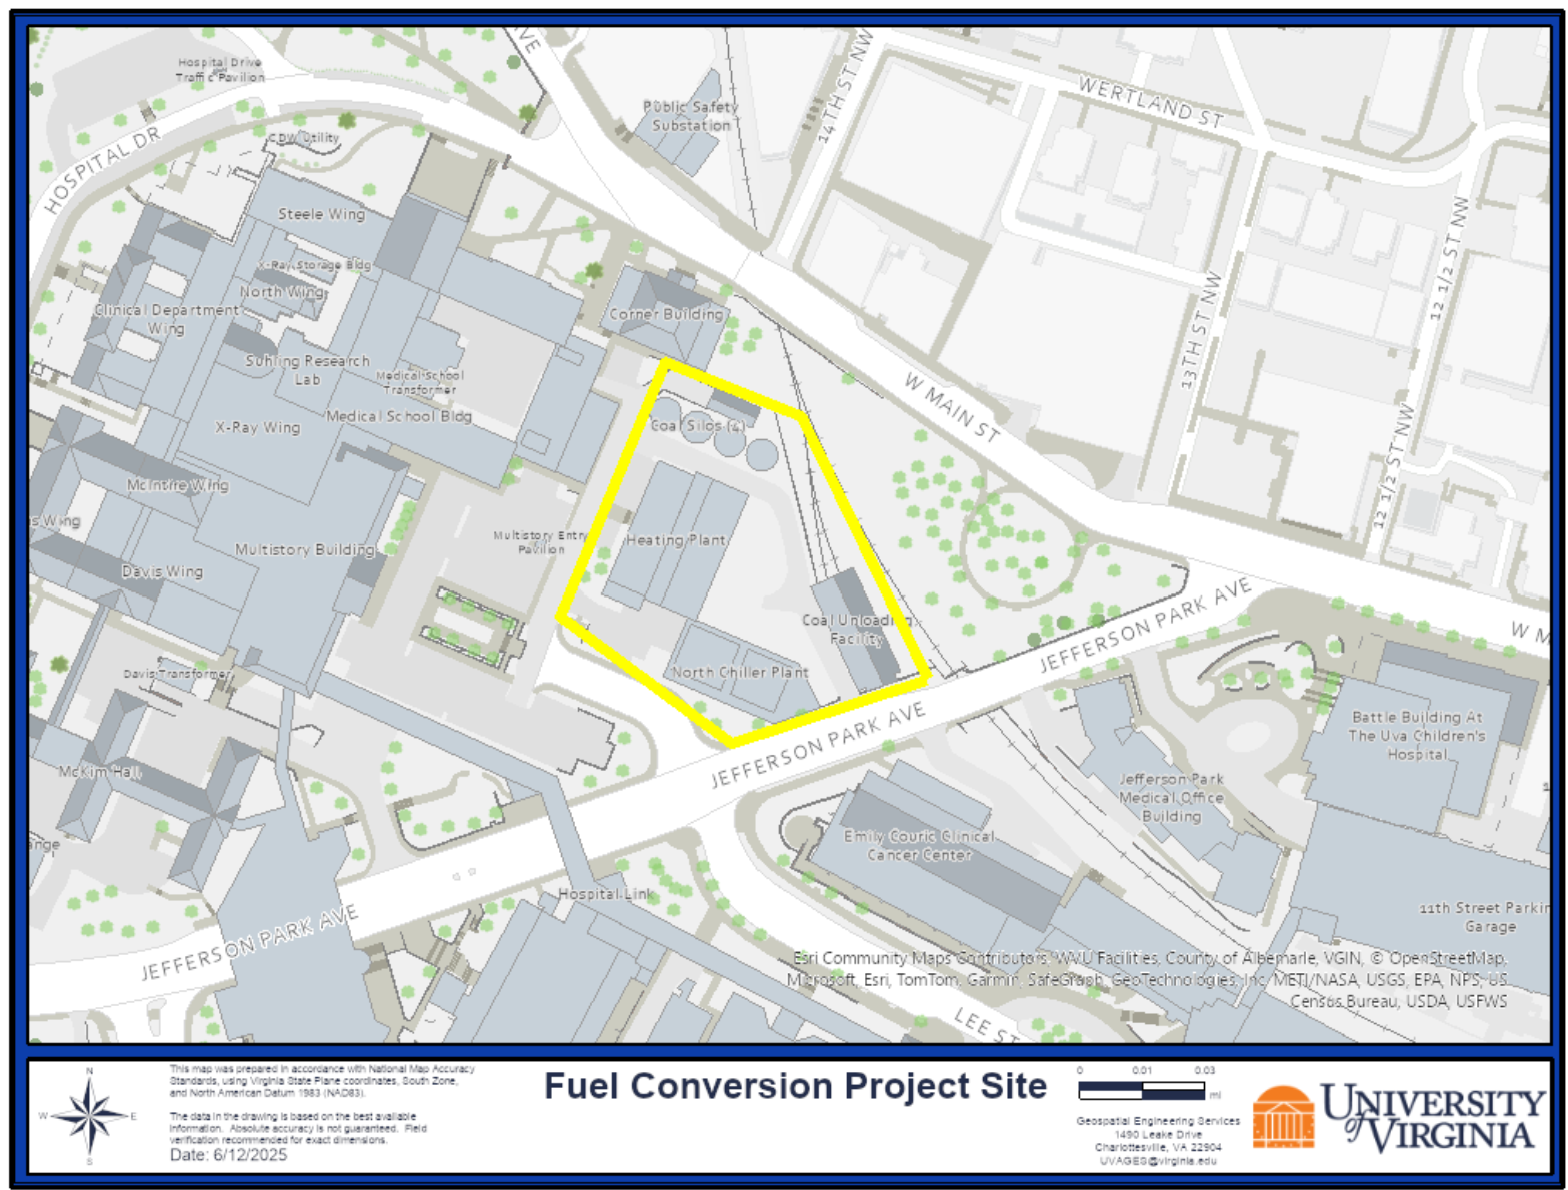 AVE
Hospital Drive
Traffic Pavilion
HOSPITAL DR
CDW Utility
Public Safety
Substation
14TH ST NW
WERTLAND ST
Steele Wing
X-Ray Storage Bldg
North Wing
Clinical Department
Wing
Corner Building
Suhling Research
Lab
Medical School
Transformer
Medical School Bldg
X-Ray Wing
Coal Silos (4)
W MAIN ST
13TH ST NW
12 1/2 ST NW
12 1/2 ST NW
McIntire Wing
is Wing
Multistory Building
Multistory Entry
Pavilion
Heating Plant
Davis Wing
Coal Unloading
Facility
JEFFERSON PARK AVE
W M
Davis Transformer
North Chiller Plant
JEFFERSON PARK AVE
Battle Building At
The Uva Children's
Hospital
McKim Hall
Jefferson Park
Medical Office
Building
ange
Emily Couric Clinical
Cancer Center
Hospital Link
11th Street Parkin
Garage
JEFFERSON PARK AVE
LEE ST
Esri Community Maps Contributors, WVU Facilities, County of Albemarle, VGIN, © OpenStreetMap,
Microsoft, Esri, TomTom, Garmin, SafeGraph, GeoTechnologies, Inc, METI/NASA, USGS, EPA, NPS, US
Census Bureau, USDA, USFWS
N
W
E
S
This map was prepared in accordance with National Map Accuracy
Standards, using Virginia State Plane coordinates, South Zone,
and North American Datum 1983 (NAD83).
The data in the drawing is based on the best available
information. Absolute accuracy is not guaranteed. Field
verification recommended for exact dimensions.
Date: 6/12/2025
Fuel Conversion Project Site
0 0.01 0.03
mi
Geospatial Engineering Services
1490 Leake Drive
Charlottesville, VA 22904
UVAGES@virginia.edu
UNIVERSITY
of VIRGINIA